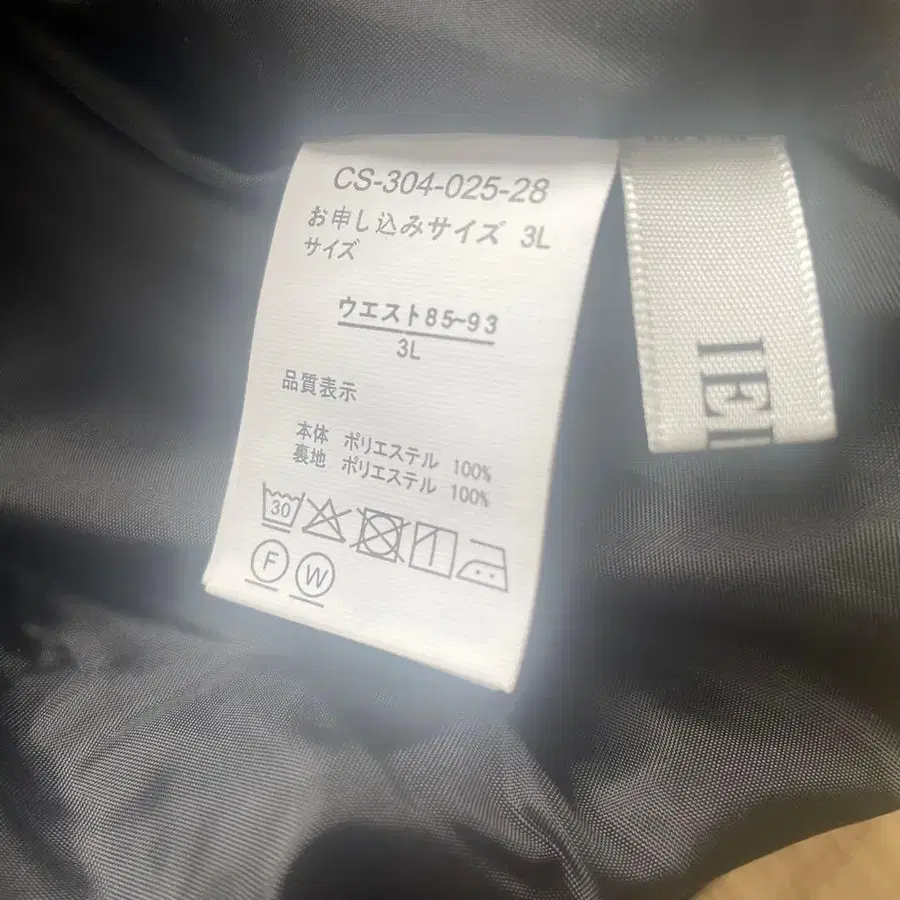 CS-304-025-28
お申し込みサイズ 3L
サイズ
ウエスト85-93
3L
品質表示
本体 ポリエステル 100%
裏地 ポリエステル 100%
30
F W